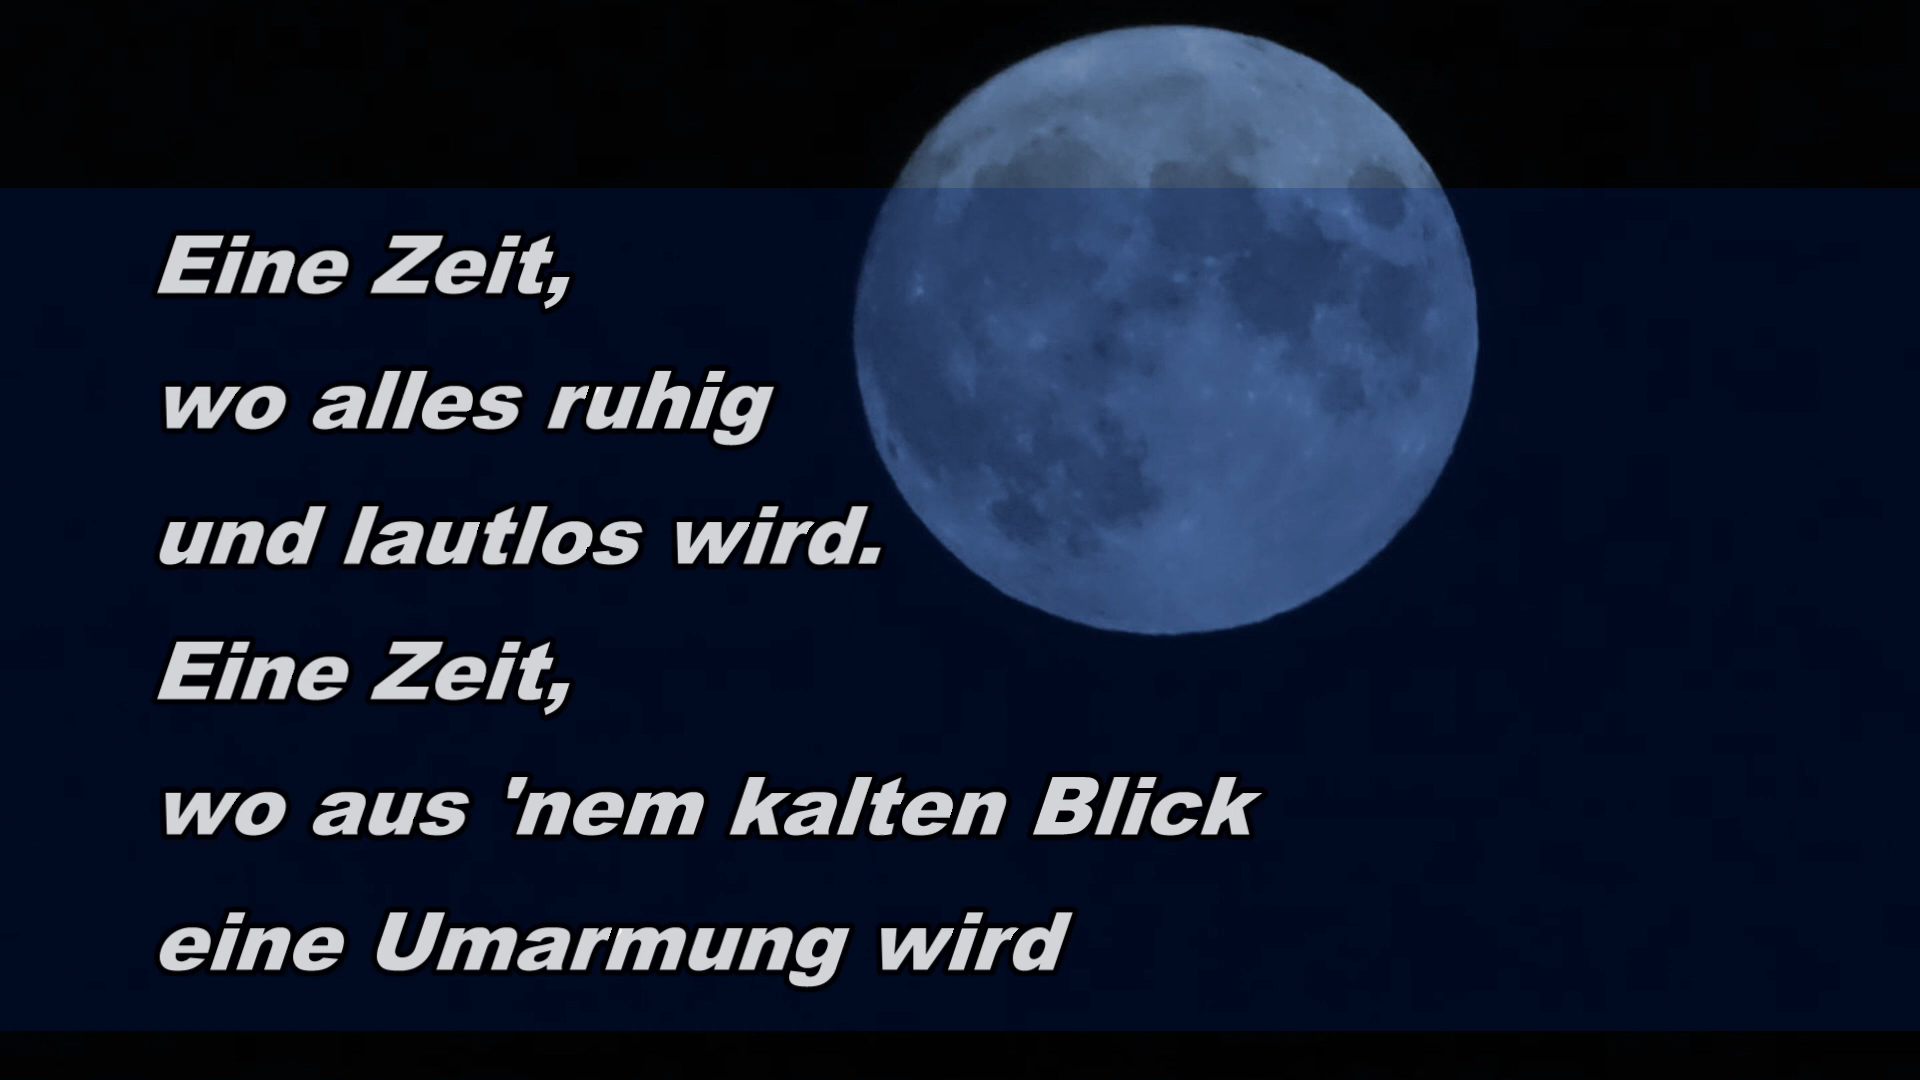 Eine Zeit,
wo alles ruhig
und lautlos wird.
Eine Zeit,
wo aus 'nem kalten Blick
eine Umarmung wird